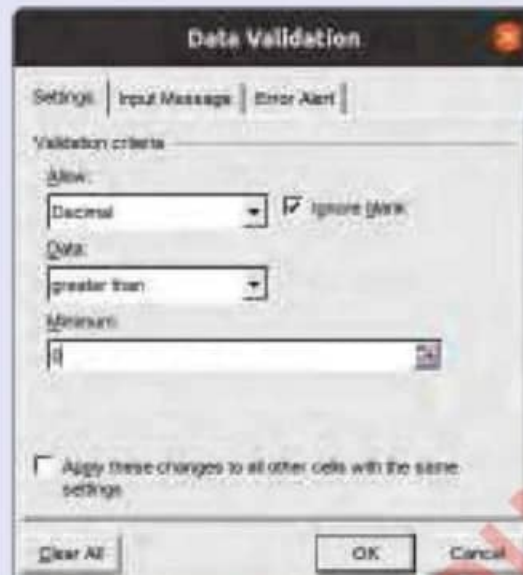 Data Validation
Settings Input Message Error Alert
Validation criteria
Allow:
Decimal Ignore blank
Data:
greater than
Minimum:
0
Apply these changes to all other cells with the same
settings
Clear All OK Cancel